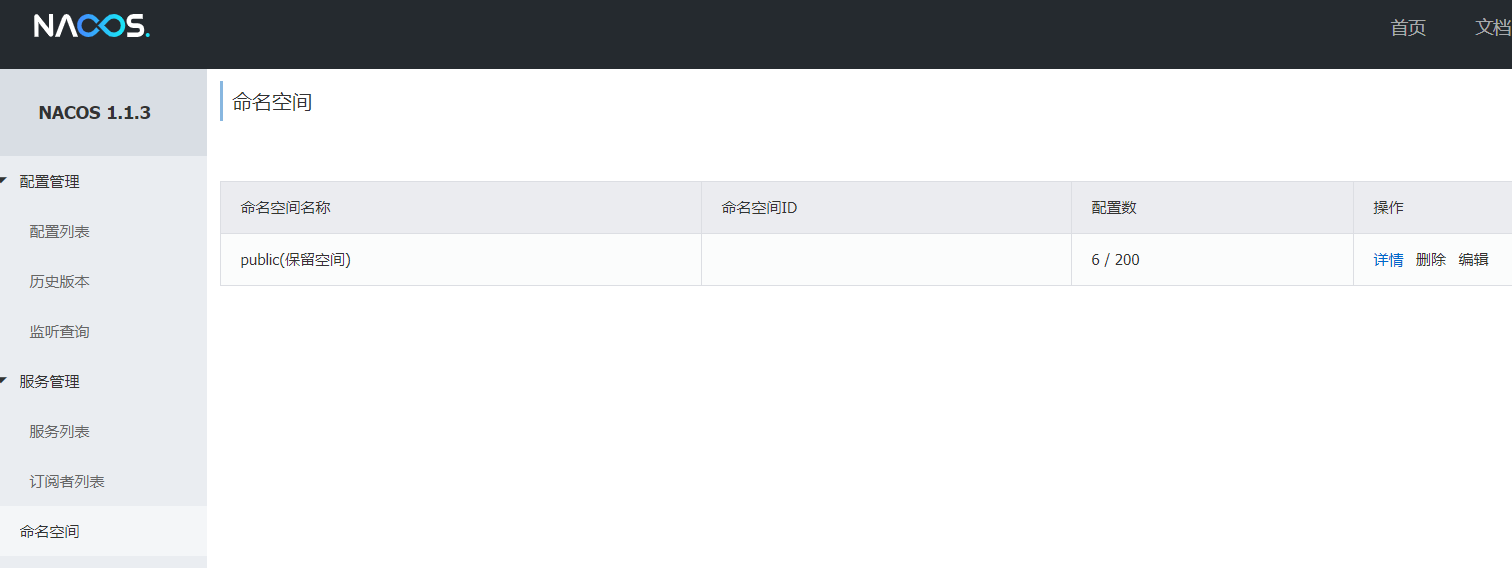 NACOS.
首页 文档
NACOS 1.1.3
配置管理
配置列表
历史版本
监听查询
服务管理
服务列表
订阅者列表
命名空间
命名空间
命名空间名称 命名空间ID 配置数 操作
public(保留空间) 6 / 200 详情 删除 编辑